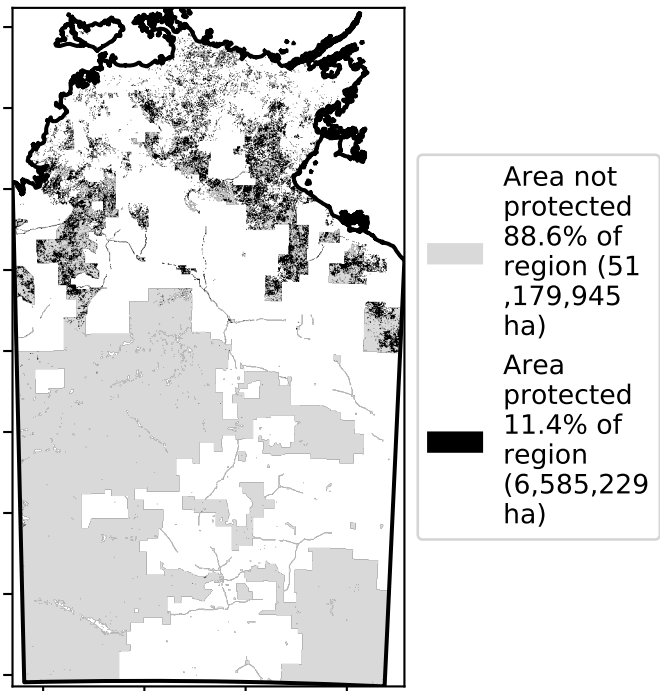 Area not
protected
88.6% of
region (51
,179,945
ha)
Area
protected
11.4% of
region
(6,585,229
ha)